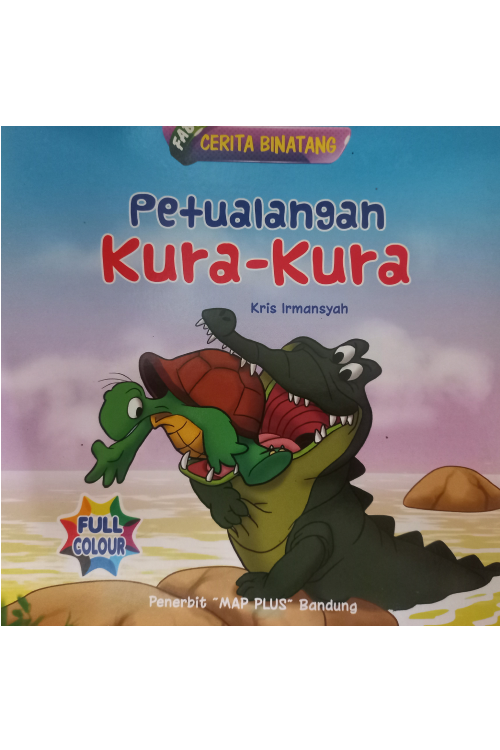 CERITA BINATANG
Petualangan
Kura-Kura
Kris Irmansyah
FULL
COLOUR
Penerbit "MAP PLUS" Bandung